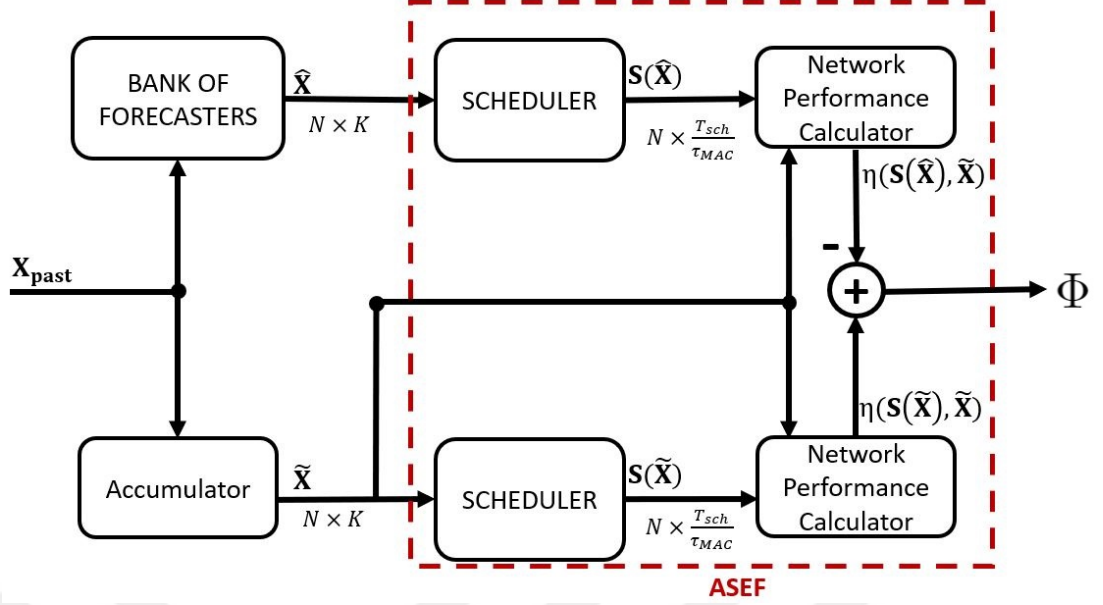 BANK OF
FORECASTERS
X̂
N × K
SCHEDULER
S(X̂)
N × T_sch/τ_MAC
Network
Performance
Calculator
η(S(X̂), X̃)
-
X_past
+
Φ
Accumulator
X̃
N × K
SCHEDULER
S(X̃)
N × T_sch/τ_MAC
η(S(X̃), X̃)
Network
Performance
Calculator
ASEF